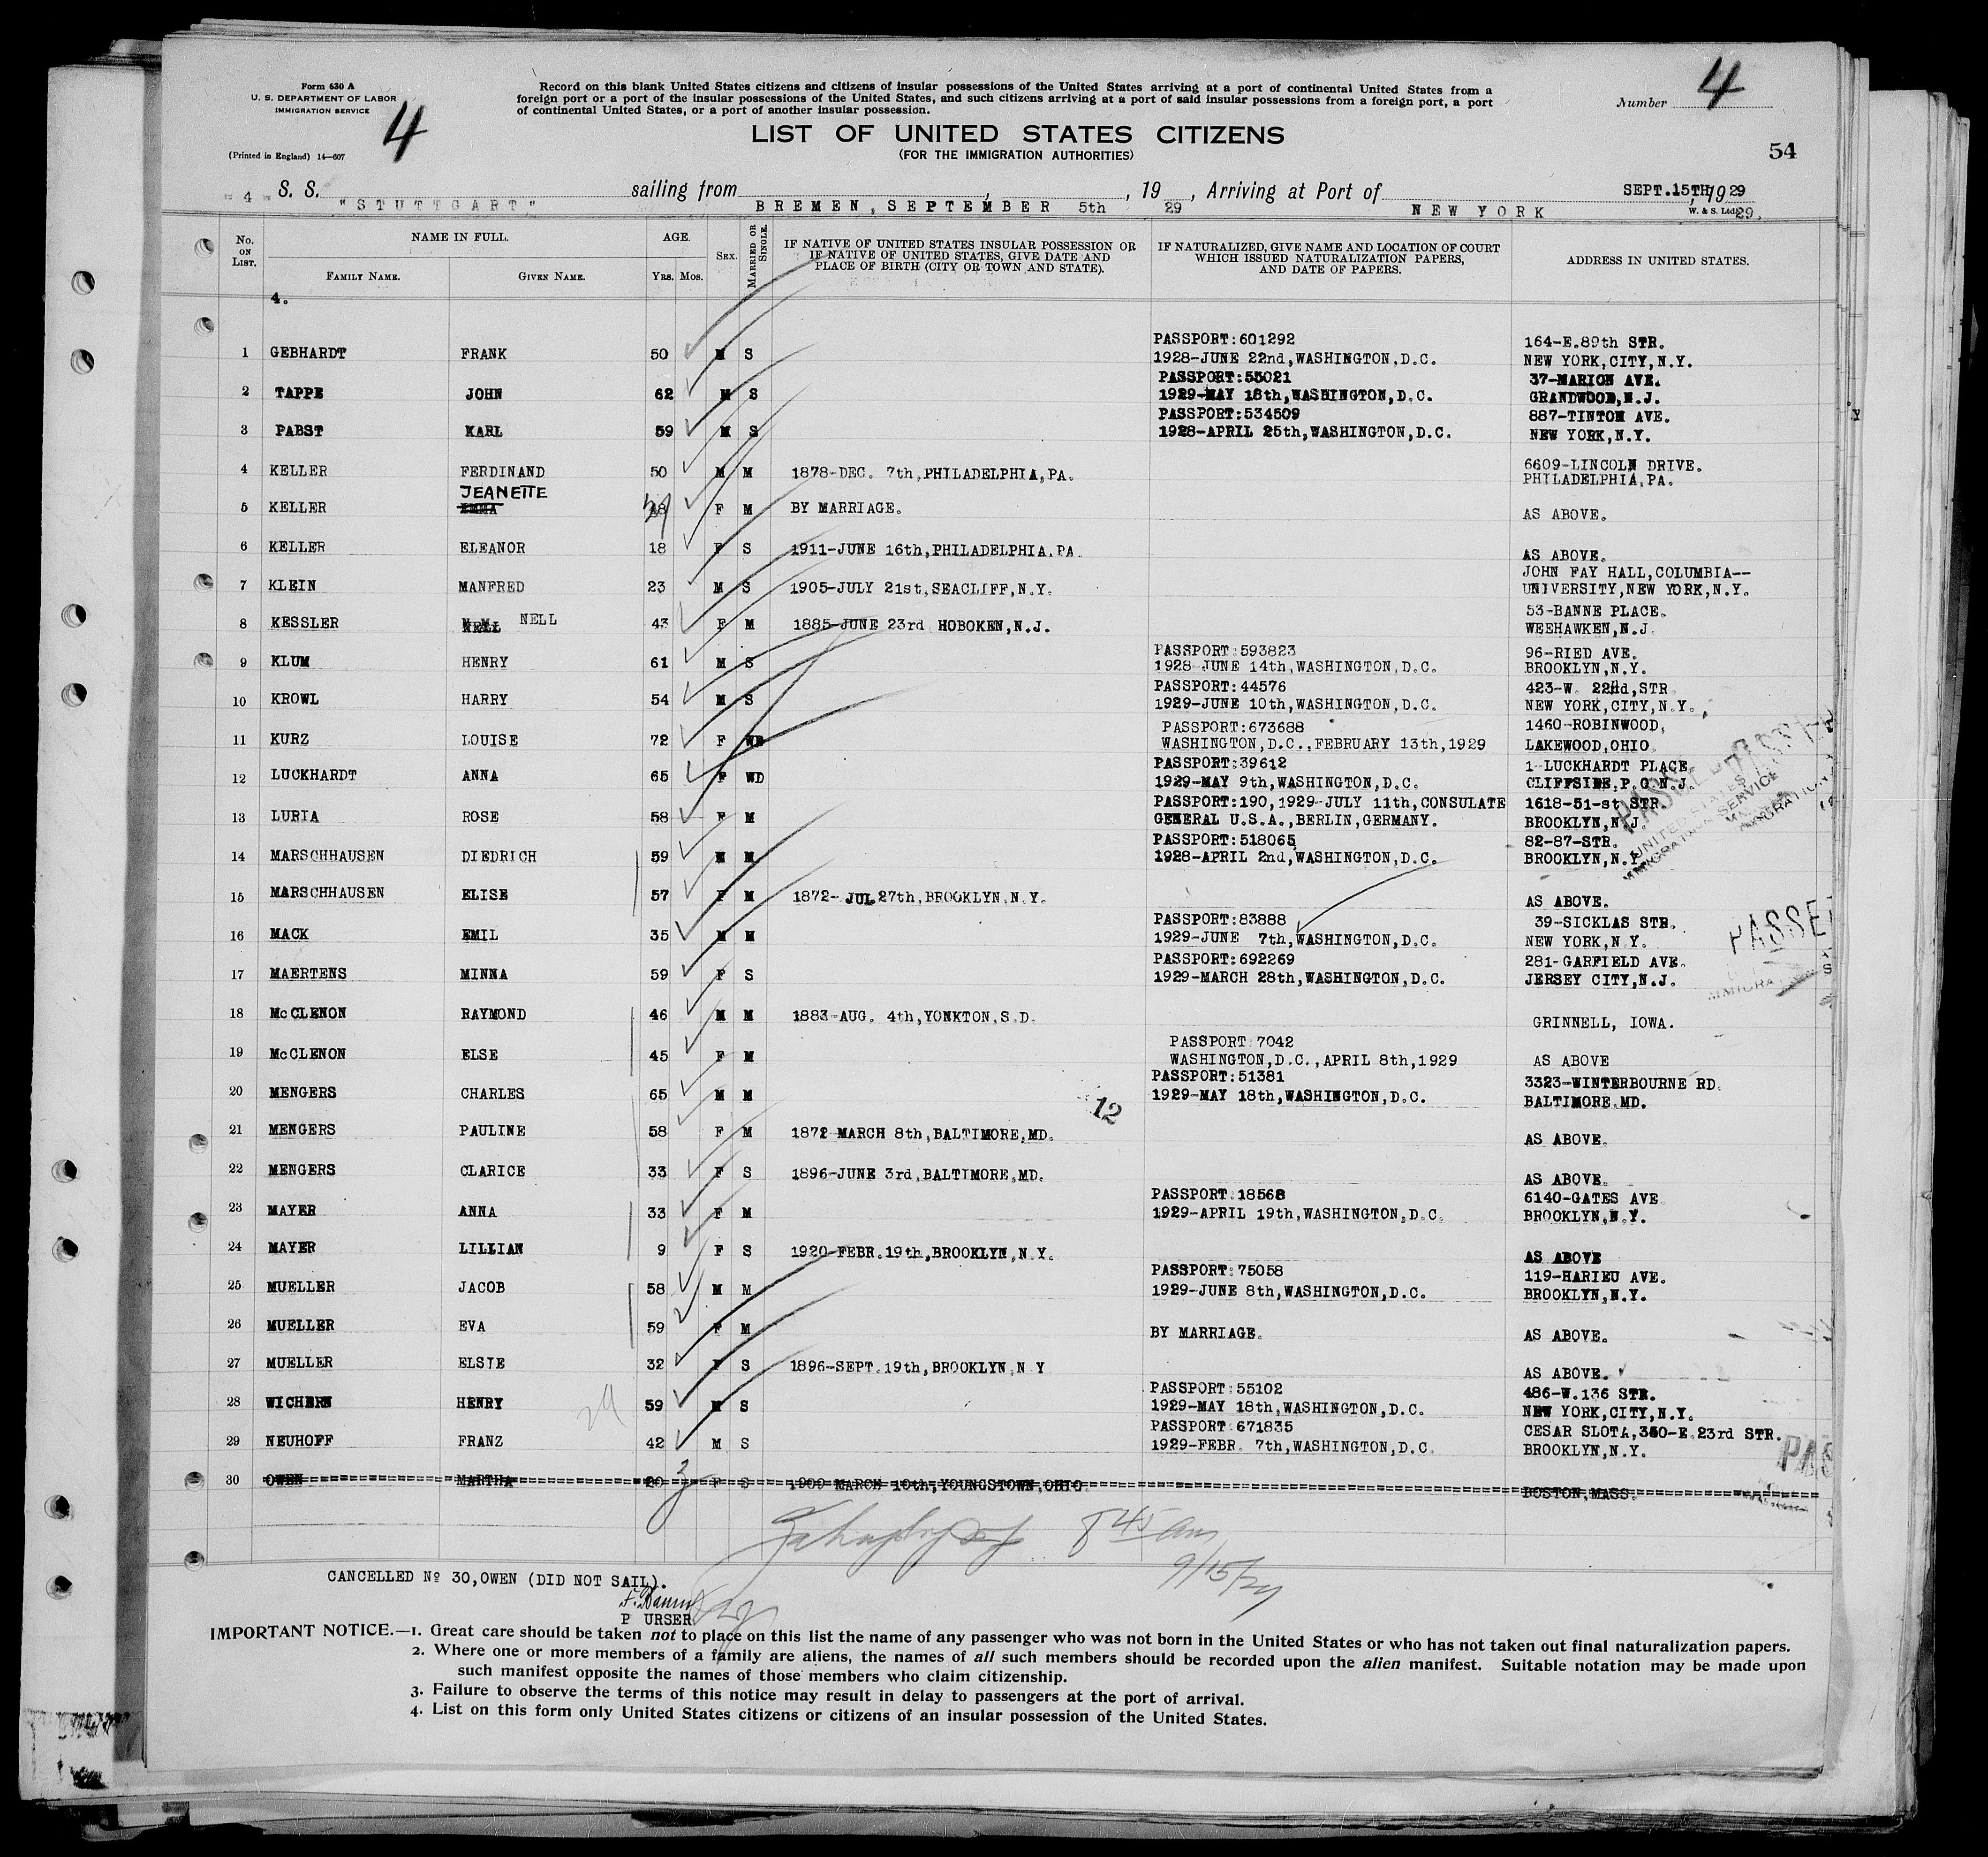 Form 630 A
U. S. DEPARTMENT OF LABOR
IMMIGRATION SERVICE
4
(Printed in England) 14—607
Record on this blank United States citizens and citizens of insular possessions of the United States arriving at a port of continental United States from a
foreign port or a port of the insular possessions of the United States, and such citizens arriving at a port of said insular possessions from a foreign port, a port
of continental United States, or a port of another insular possession.
Number 4
LIST OF UNITED STATES CITIZENS
(FOR THE IMMIGRATION AUTHORITIES)
54
- 4 - S. S. "STUTTGART" sailing from BREMEN, SEPTEMBER 5th, 19 29, Arriving at Port of NEW YORK SEPT.15TH, 19 29
W. & S. Ltd. 29.
No. ON LIST. NAME IN FULL. AGE. SEX. MARRIED OR SINGLE. IF NATIVE OF UNITED STATES INSULAR POSSESSION OR IF NATIVE OF UNITED STATES, GIVE DATE AND PLACE OF BIRTH (CITY OR TOWN AND STATE). IF NATURALIZED, GIVE NAME AND LOCATION OF COURT WHICH ISSUED NATURALIZATION PAPERS, AND DATE OF PAPERS. ADDRESS IN UNITED STATES.
FAMILY NAME. GIVEN NAME. YRS. MOS.
4.
PASSPORT:601292 164-E.89th STR.
1 GEBHARDT FRANK 50 M S 1928-JUNE 22nd,WASHINGTON,D.C. NEW YORK,CITY,N.Y.
PASSPORT:55021 37-MARION AVE.
2 TAPPE JOHN 62 M S 1929-MAY 18th,WASHINGTON,D.C. GRANDWOOD,N.J.
PASSPORT:534509 887-TINTON AVE.
3 PABST KARL 59 M S 1928-APRIL 25th,WASHINGTON,D.C. NEW YORK,N.Y.
6609-LINCOLN DRIVE.
4 KELLER FERDINAND 50 M M 1878-DEC. 7th,PHILADELPHIA,PA. PHILADELPHIA,PA.
JEANETTE
5 KELLER EMMA F M BY MARRIAGE. AS ABOVE.
6 KELLER ELEANOR 18 F S 1911-JUNE 16th,PHILADELPHIA.PA. AS ABOVE.
JOHN FAY HALL,COLUMBIA--
7 KLEIN MANFRED 23 M S 1905-JULY 21st,SEACLIFF,N.Y. UNIVERSITY,NEW YORK,N.Y.
53-BANNE PLACE.
8 KESSLER NELL 43 F M 1885-JUNE 23rd HOBOKEN,N.J. WEEHAWKEN,N.J.
PASSPORT:593823 96-RIED AVE.
9 KLUM HENRY 61 M S 1928-JUNE 14th,WASHINGTON,D.C. BROOKLYN,N.Y.
PASSPORT:44576 423-W. 22nd,STR
10 KROWL HARRY 54 M S 1929-JUNE 10th,WASHINGTON,D.C. NEW YORK,CITY,N.Y.
PASSPORT:673688 1460-ROBINWOOD,
11 KURZ LOUISE 72 F WD WASHINGTON,D.C.,FEBRUARY 13th,1929 LAKEWOOD,OHIO
PASSPORT:39612 1-LUCKHARDT PLACE
12 LUCKHARDT ANNA 65 F WD 1929-MAY 9th,WASHINGTON,D.C. CLIFFSIDE.P.O N.J.
PASSPORT:190,1929-JULY 11th,CONSULATE 1618-51-st STR.
13 LURIA ROSE 58 F M GENERAL U.S.A.,BERLIN,GERMANY. BROOKLYN,N.J.
PASSPORT:518065 82-87-STR.
14 MARSCHHAUSEN DIEDRICH 59 M M 1928-APRIL 2nd,WASHINGTON,D.C. BROOKLYN,N.Y.
15 MARSCHHAUSEN ELISE 57 F M 1872- JUL 27th,BROOKLYN.N.Y. AS ABOVE.
PASSPORT:83888 39-SICKLAS STR.
16 MACK EMIL 35 M M 1929-JUNE 7th,WASHINGTON,D.C. NEW YORK,N.Y.
PASSPORT:692269 281-GARFIELD AVE.
17 MAERTENS MINNA 59 F S 1929-MARCH 28th,WASHINGTON,D.C. JERSEY CITY,N.J.
18 McCLENON RAYMOND 46 M M 1883-AUG. 4th,YONKTON,S.D. GRINNELL, IOWA.
PASSPORT:7042
19 McCLENON ELSE 45 F M WASHINGTON,D.C.,APRIL 8th,1929 AS ABOVE
PASSPORT:51381 3323-WINTERBOURNE RD.
20 MENGERS CHARLES 65 M M 1929-MAY 18th,WASHINGTON,D.C. BALTIMORE.MD.
12
21 MENGERS PAULINE 58 F M 1872 MARCH 8th,BALTIMORE,MD. AS ABOVE.
22 MENGERS CLARICE 33 F S 1896-JUNE 3rd,BALTIMORE,MD. AS ABOVE.
PASSPORT:18568 6140-GATES AVE
23 MAYER ANNA 33 F M 1929-APRIL 19th,WASHINGTON,D.C. BROOKLYN,N.Y.
24 MAYER LILLIAN 9 F S 1920-FEBR.19th,BROOKLYN,N.Y. AS ABOVE
PASSPORT:75058 119-HARIEU AVE.
25 MUELLER JACOB 58 M M 1929-JUNE 8th,WASHINGTON,D.C. BROOKLYN,N.Y.
26 MUELLER EVA 59 F M BY MARRIAGE. AS ABOVE.
27 MUELLER ELSIE 32 F S 1896-SEPT.19th,BROOKLYN,N Y AS ABOVE.
PASSPORT:55102 486-W.136 STR.
28 WICHERN HENRY 59 M S 1929-MAY 18th,WASHINGTON,D.C. NEW YORK,CITY,N.Y.
29
PASSPORT 671835 CESAR SLOTA,350-E.23rd STR.
29 NEUHOFF FRANZ 42 M S 1929-FEBR. 7th,WASHINGTON,D.C. BROOKLYN,N.Y.
30 OWEN MARTHA 20 F S 1909 MARCH 10th,YOUNGSTOWN,OHIO BOSTON,MASS.
8 45 am
9/15/29
CANCELLED Nº 30,OWEN (DID NOT SAIL).
P URSER
IMPORTANT NOTICE.—1. Great care should be taken not to place on this list the name of any passenger who was not born in the United States or who has not taken out final naturalization papers.
2. Where one or more members of a family are aliens, the names of all such members should be recorded upon the alien manifest. Suitable notation may be made upon
such manifest opposite the names of those members who claim citizenship.
3. Failure to observe the terms of this notice may result in delay to passengers at the port of arrival.
4. List on this form only United States citizens or citizens of an insular possession of the United States.